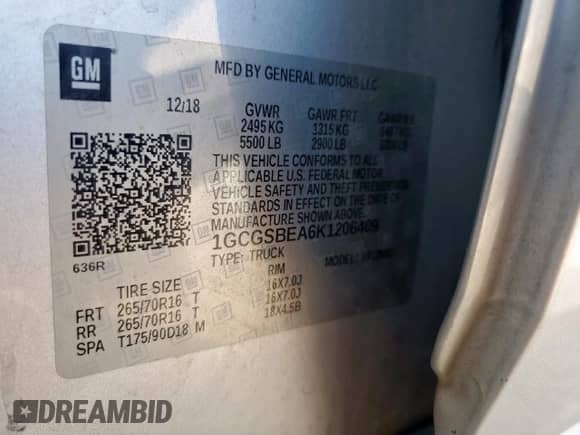 GM
MFD BY GENERAL MOTORS LLC
12/18 GVWR GAWR FRT GAWR RR
2495 KG 1315 KG
5500 LB 2900 LB
THIS VEHICLE CONFORMS TO ALL
APPLICABLE U.S. FEDERAL MOTOR
VEHICLE SAFETY AND THEFT PREVENTION
STANDARDS IN EFFECT ON THE DATE OF
MANUFACTURE SHOWN ABOVE.
1GCGSBEA6K1206409
636R TYPE: TRUCK
TIRE SIZE RIM
FRT 265/70R16 T 16X7.0J
RR 265/70R16 T 16X7.0J
SPA T175/90D18 M 18X4.5B
DREAMBID